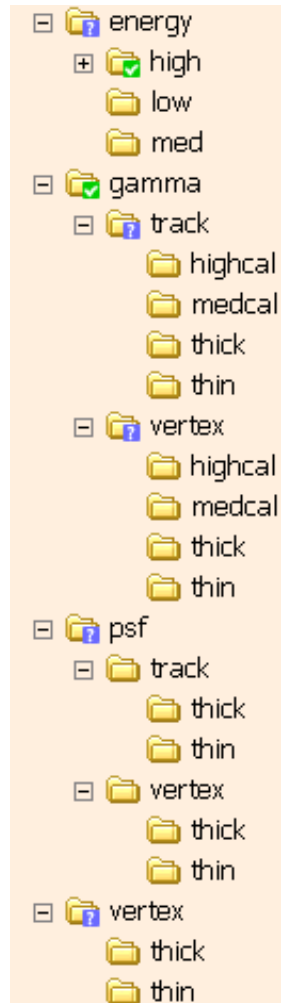 energy
high
low
med
gamma
track
highcal
medcal
thick
thin
vertex
highcal
medcal
thick
thin
psf
track
thick
thin
vertex
thick
thin
vertex
thick
thin